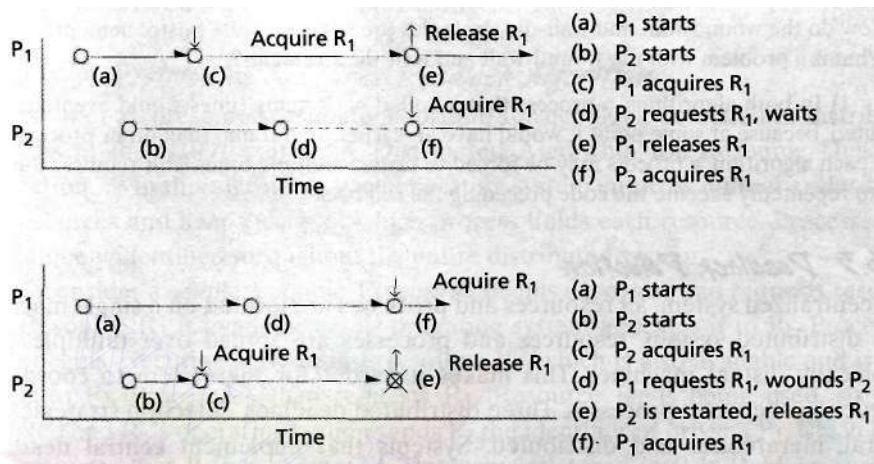 P1
Acquire R1
Release R1
(a)
(c)
(e)
Acquire R1
P2
(b)
(d)
(f)
Time
(a) P1 starts
(b) P2 starts
(c) P1 acquires R1
(d) P2 requests R1, waits
(e) P1 releases R1
(f) P2 acquires R1
P1
Acquire R1
(a)
(d)
(f)
Acquire R1
Release R1
P2
(b)
(c)
(e)
Time
(a) P1 starts
(b) P2 starts
(c) P2 acquires R1
(d) P1 requests R1, wounds P2
(e) P2 is restarted, releases R1
(f) P1 acquires R1